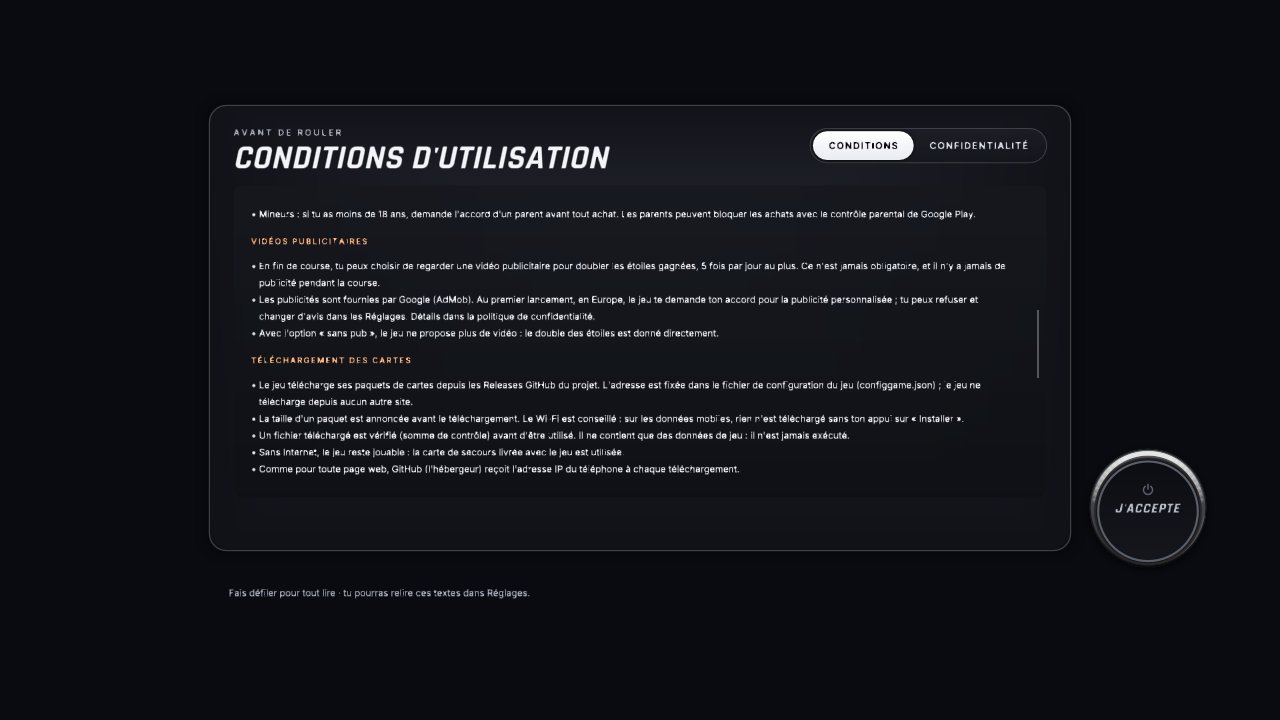 AVANT DE ROULER
CONDITIONS D'UTILISATION
CONDITIONS
CONFIDENTIALITÉ
• Mineurs : si tu as moins de 18 ans, demande l'accord d'un parent avant tout achat. Les parents peuvent bloquer les achats avec le contrôle parental de Google Play.
VIDÉOS PUBLICITAIRES
• En fin de course, tu peux choisir de regarder une vidéo publicitaire pour doubler les étoiles gagnées, 5 fois par jour au plus. Ce n'est jamais obligatoire, et il n'y a jamais de
publicité pendant la course.
• Les publicités sont fournies par Google (AdMob). Au premier lancement, en Europe, le jeu te demande ton accord pour la publicité personnalisée ; tu peux refuser et
changer d'avis dans les Réglages. Détails dans la politique de confidentialité.
• Avec l'option « sans pub », le jeu ne propose plus de vidéo : le double des étoiles est donné directement.
TÉLÉCHARGEMENT DES CARTES
• Le jeu télécharge ses paquets de cartes depuis les Releases GitHub du projet. L'adresse est fixée dans le fichier de configuration du jeu (configgame.json) ; le jeu ne
télécharge depuis aucun autre site.
• La taille d'un paquet est annoncée avant le téléchargement. Le Wi-Fi est conseillé : sur les données mobiles, rien n'est téléchargé sans ton appui sur « Installer ».
• Un fichier téléchargé est vérifié (somme de contrôle) avant d'être utilisé. Il ne contient que des données de jeu : il n'est jamais exécuté.
• Sans Internet, le jeu reste jouable : la carte de secours livrée avec le jeu est utilisée.
• Comme pour toute page web, GitHub (l'hébergeur) reçoit l'adresse IP du téléphone à chaque téléchargement.
J'ACCEPTE
Fais défiler pour tout lire · tu pourras relire ces textes dans Réglages.